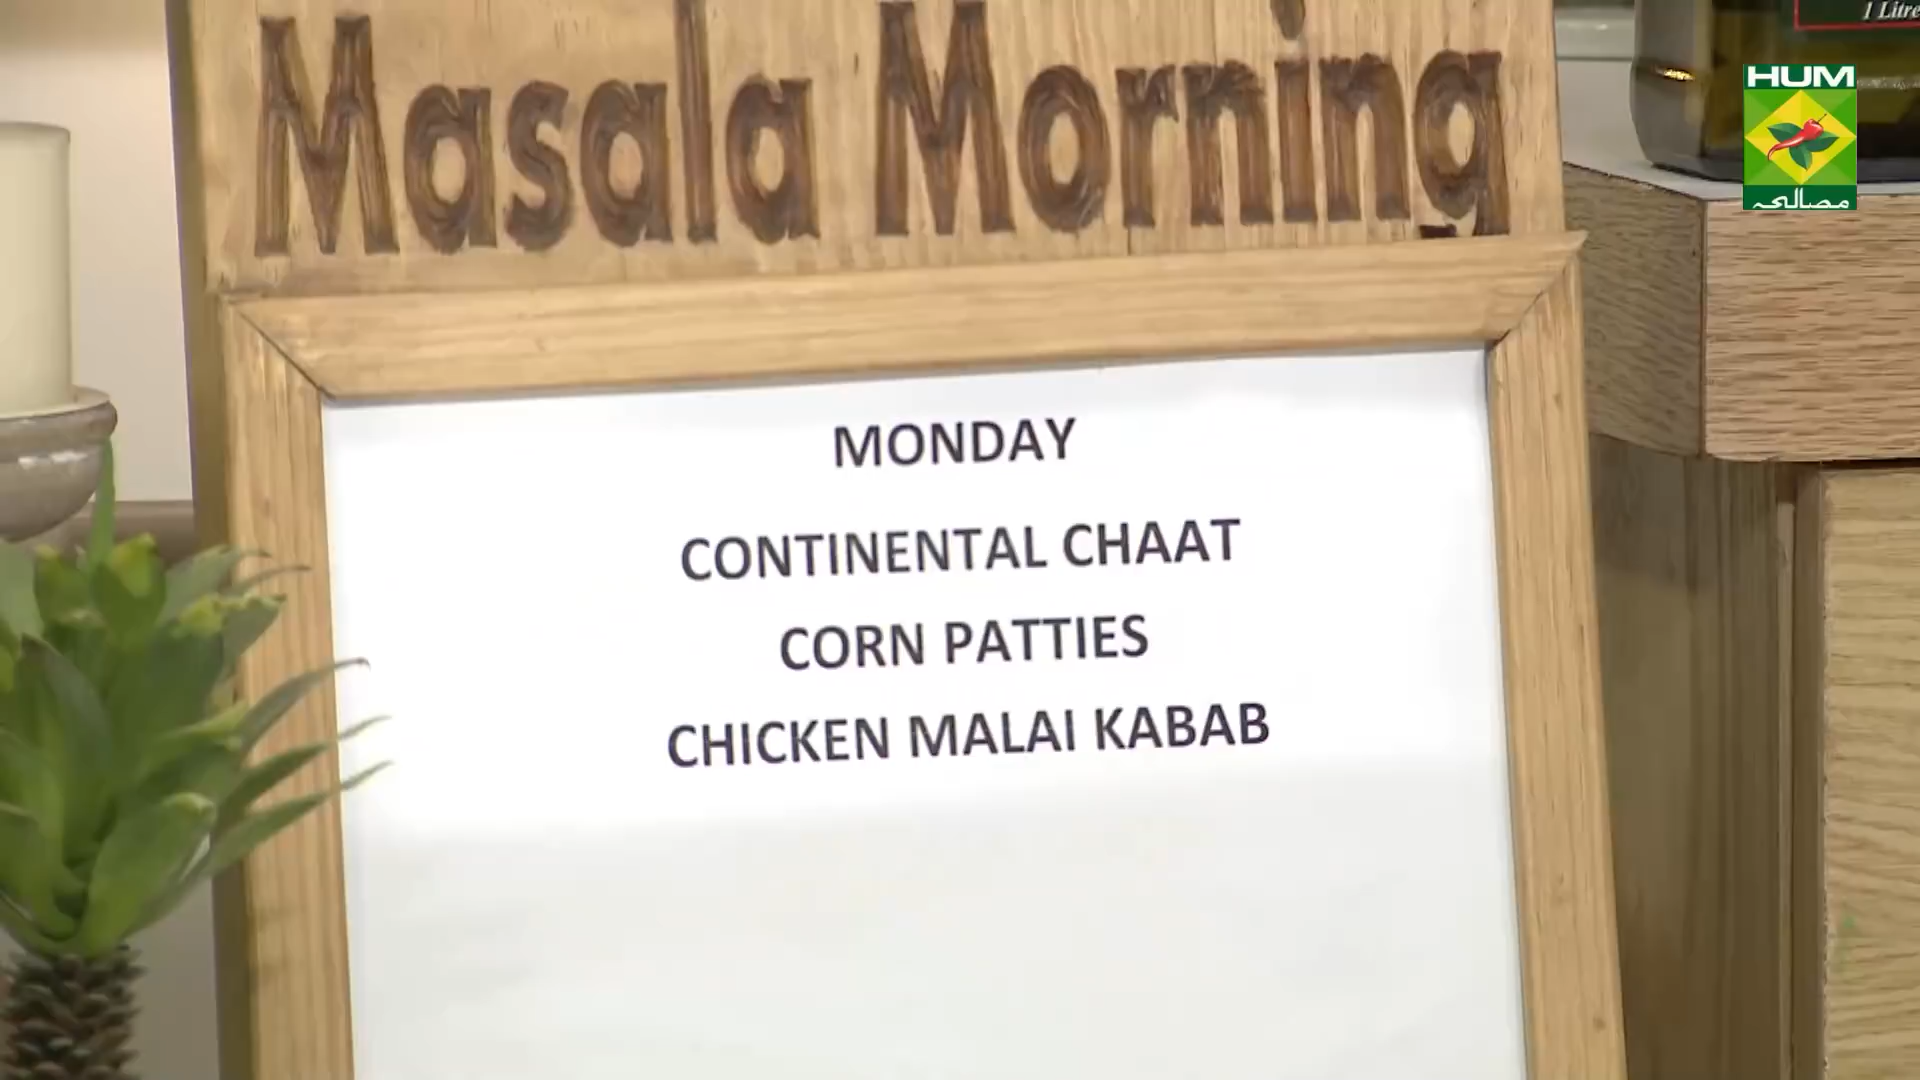 Masala Morning
1 Litre
HUM
مصالحہ
MONDAY
CONTINENTAL CHAAT
CORN PATTIES
CHICKEN MALAI KABAB